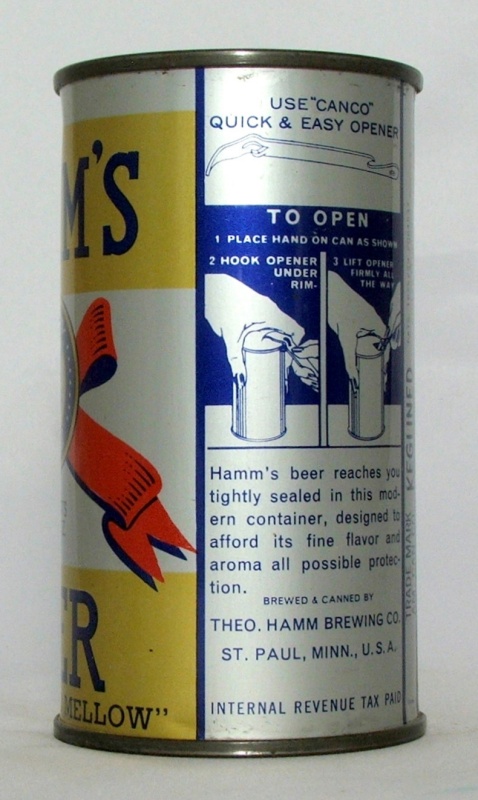 M'S
ER
MELLOW"
USE "CANCO"
QUICK & EASY OPENER
TO OPEN
1 PLACE HAND ON CAN AS SHOWN
2 HOOK OPENER
UNDER
RIM-
3 LIFT OPENER
FIRMLY ALL
THE WAY
Hamm's beer reaches you
tightly sealed in this mod-
ern container, designed to
afford its fine flavor and
aroma all possible protec-
tion.
BREWED & CANNED BY
THEO. HAMM BREWING CO.
ST. PAUL, MINN., U.S.A.
INTERNAL REVENUE TAX PAID
TRADE MARK KEGLINED